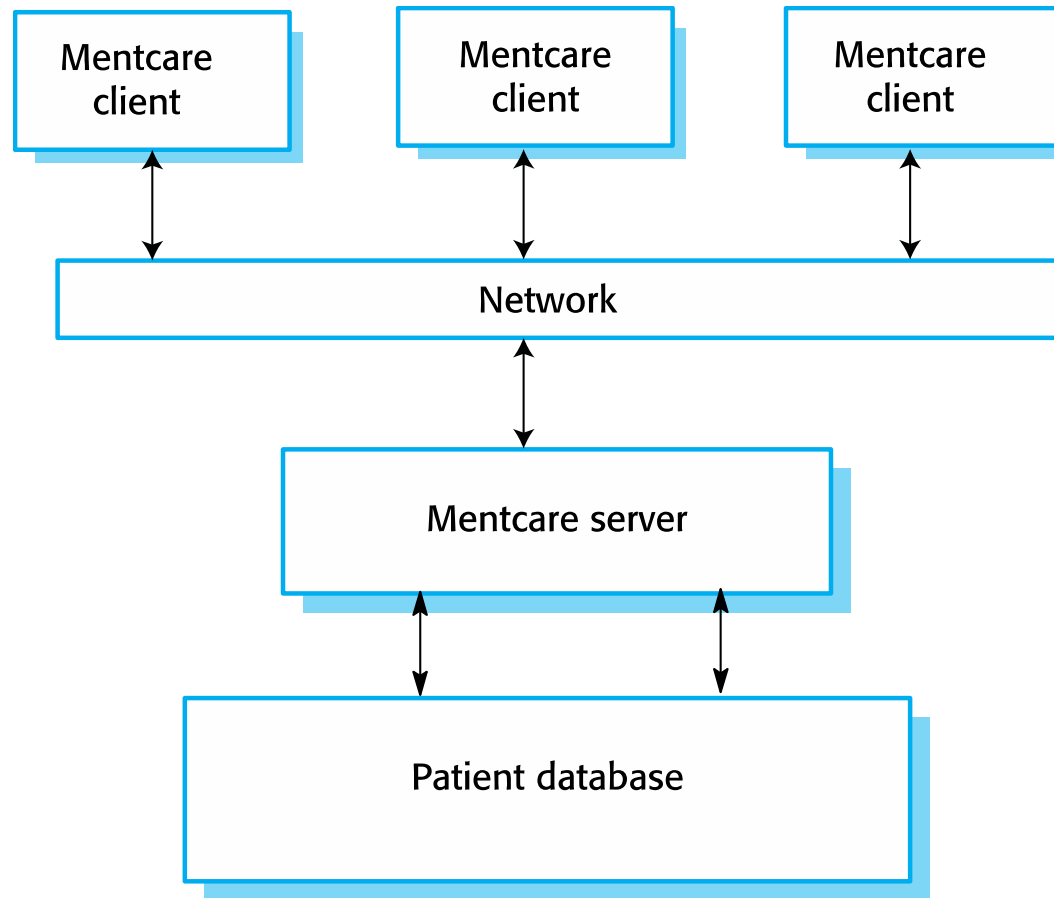 Mentcare
client
Mentcare
client
Mentcare
client
Network
Mentcare server
Patient database